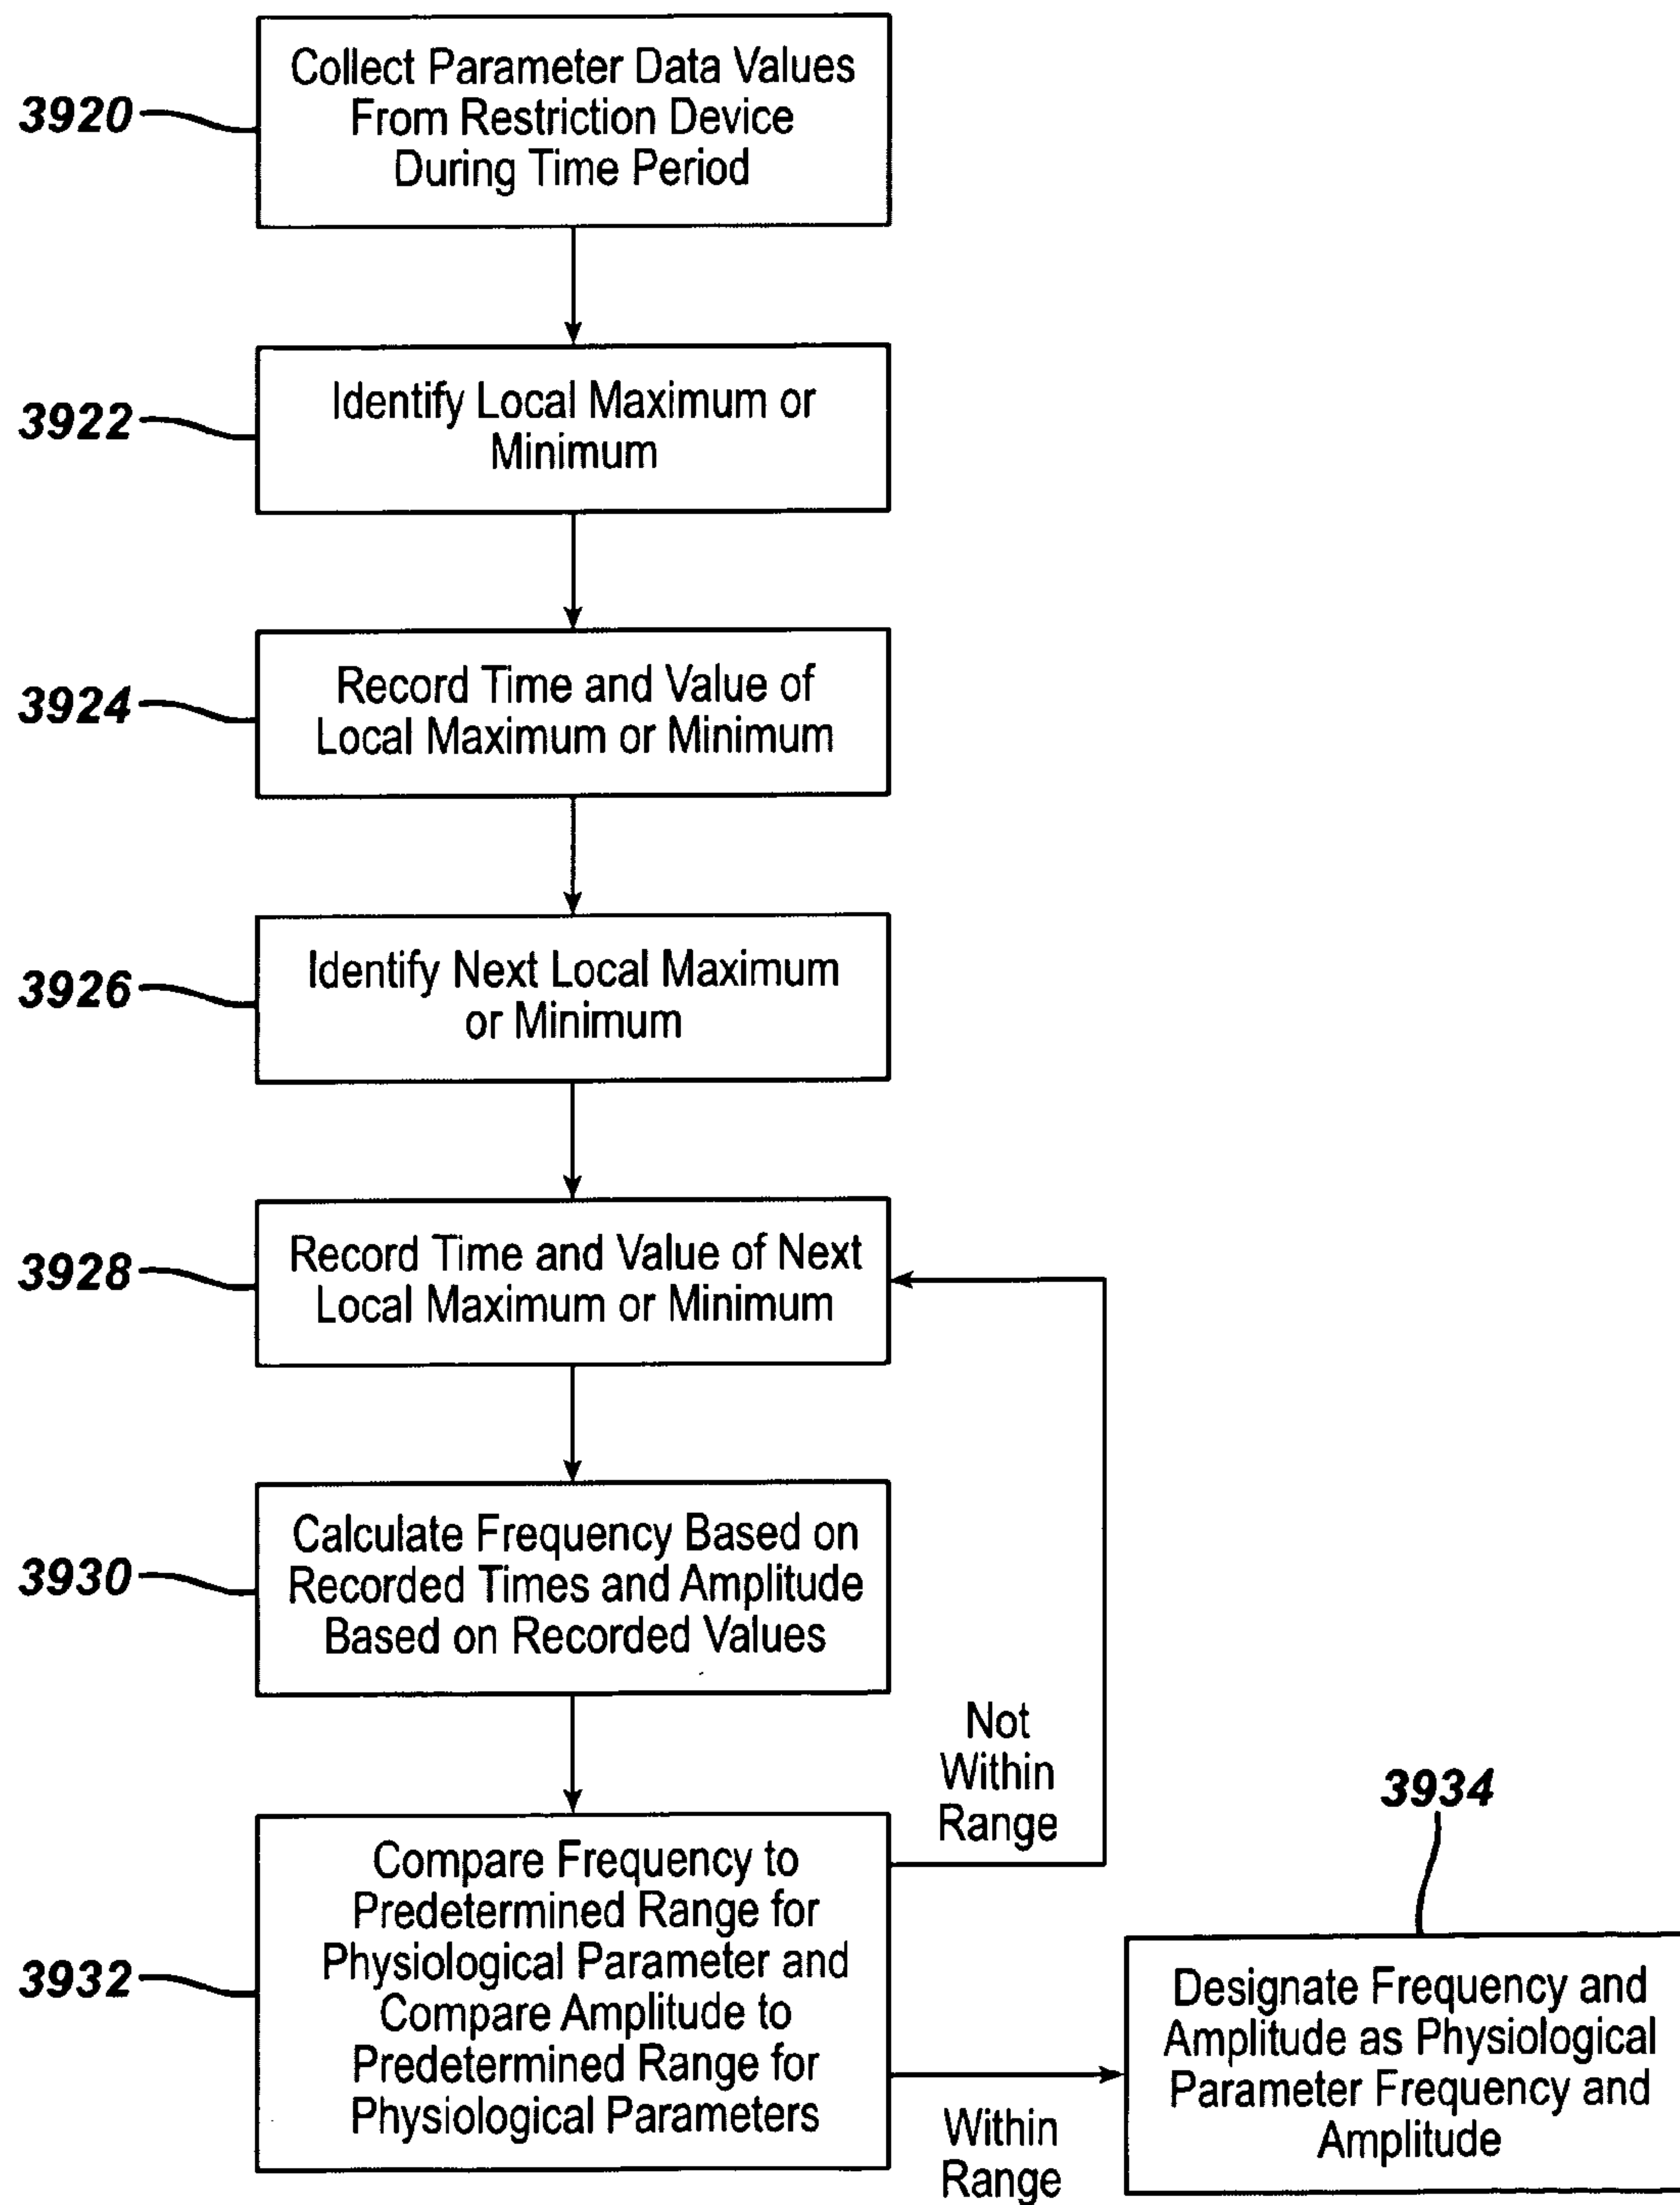 3920
Collect Parameter Data Values
From Restriction Device
During Time Period
3922
Identify Local Maximum or
Minimum
3924
Record Time and Value of
Local Maximum or Minimum
3926
Identify Next Local Maximum
or Minimum
3928
Record Time and Value of Next
Local Maximum or Minimum
3930
Calculate Frequency Based on
Recorded Times and Amplitude
Based on Recorded Values
Not
Within
Range
3932
Compare Frequency to
Predetermined Range for
Physiological Parameter and
Compare Amplitude to
Predetermined Range for
Physiological Parameters
Within
Range
3934
Designate Frequency and
Amplitude as Physiological
Parameter Frequency and
Amplitude